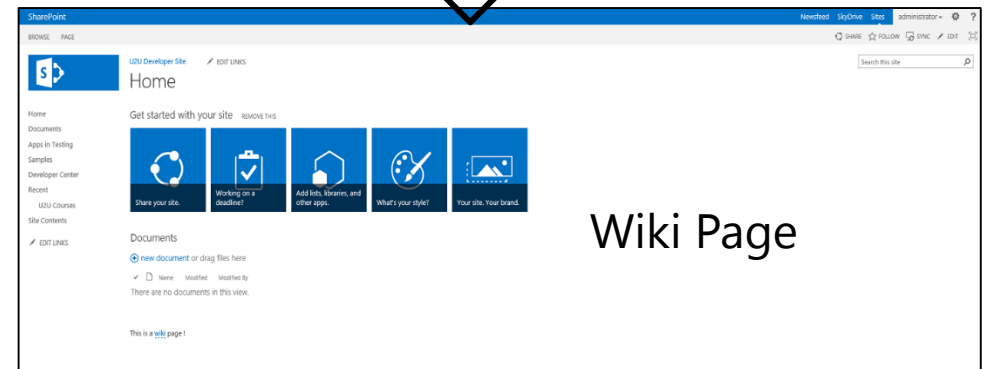 SharePoint Newsfeed SkyDrive Sites administrator ?
BROWSE PAGE SHARE FOLLOW SYNC EDIT
U2U Developer Site EDIT LINKS
Search this site
S
Home
Get started with your site REMOVE THIS
Share your site.
Working on a
deadline?
Add lists, libraries, and
other apps.
What's your style?
Your site. Your brand.
Home
Documents
Apps in Testing
Samples
Developer Center
Recent
U2U Courses
Site Contents
EDIT LINKS
Wiki Page
Documents
new document or drag files here
Name Modified Modified By
There are no documents in this view.
This is a wiki page !